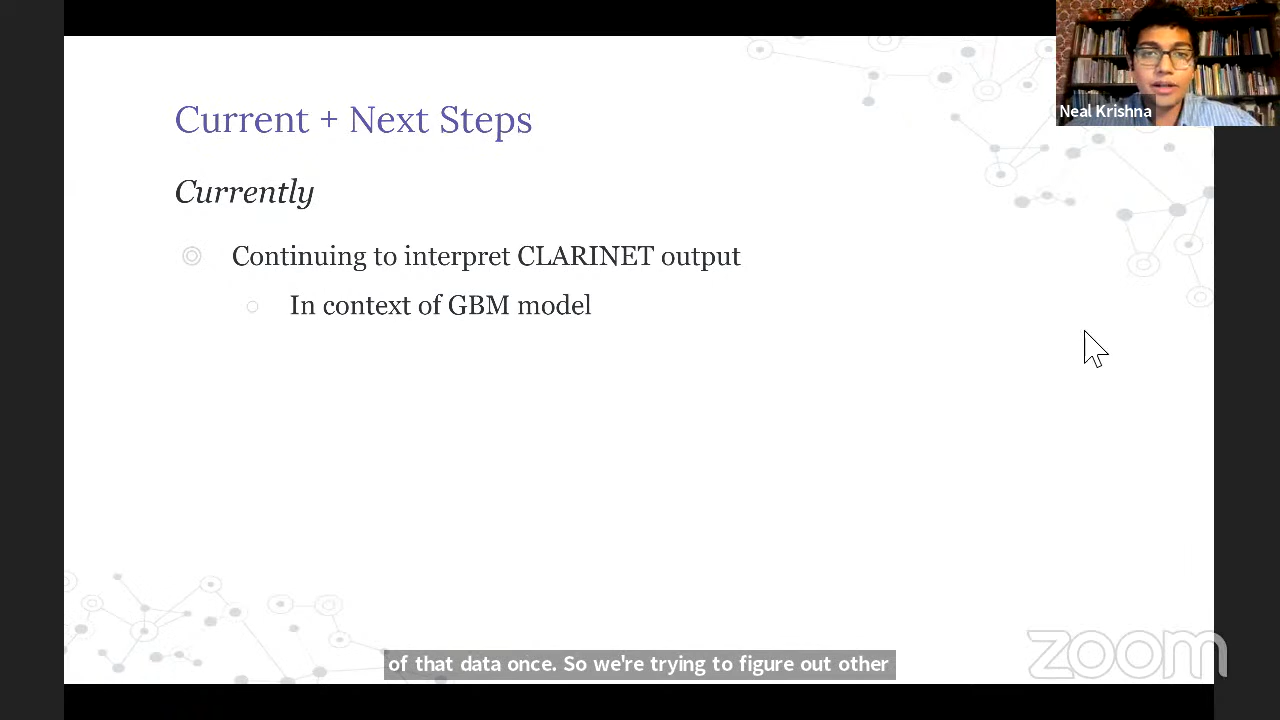 Neal Krishna
Current + Next Steps
Currently
Continuing to interpret CLARINET output
In context of GBM model
of that data once. So we're trying to figure out other
zoom